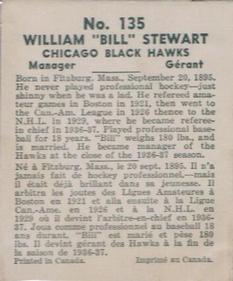 No. 135
WILLIAM "BILL" STEWART
CHICAGO BLACK HAWKS
Manager Gérant
Born in Fitzburg, Mass., September 20, 1895.
He never played professional hockey—just
shinny when he was a lad. He refereed ama-
teur games in Boston in 1921, then went to
the Can.-Am. League in 1926 thence to the
N.H.L. in 1929, where he became referee-
in chief in 1936-37. Played professional base-
ball for 18 years. "Bill" weighs 180 lbs., and
is married. He became manager of the
Hawks at the close of the 1936-37 season.
Né à Fitzburg, Mass., le 20 sept. 1895. Il n'a
jamais fait de hockey professionnel,—mais
il était déjà brillant dans sa jeunesse. Il
arbitra les joutes des Ligues Amateures à
Boston en 1921 et alla ensuite à la Ligue
Can.-Ame. en 1926 et à la N.H.L. en
1929 où il devint l'arbitre-en-chief en 1936-
37. Joua comme professionnel au baseball 18
ans durant. "Bill" est marié et pèse 180
lbs. Il devint gérant des Hawks à la fin de
la saison de 1936-37.
Printed in Canada. Imprimé au Canada.